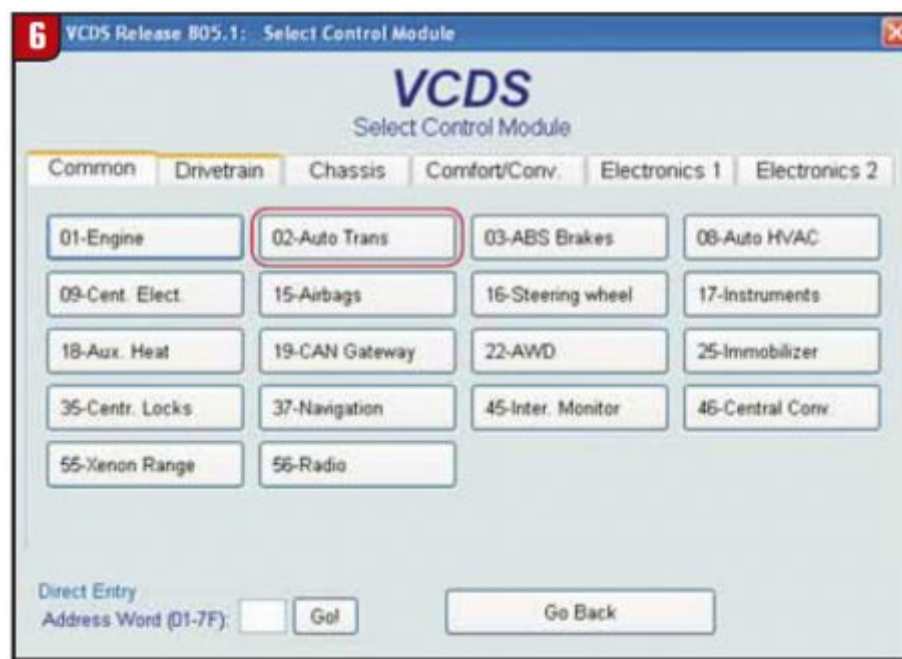 6 VCDS Release 805.1: Select Control Module
VCDS
Select Control Module
Common Drivetrain Chassis Comfort/Conv. Electronics 1 Electronics 2
01-Engine 02-Auto Trans 03-ABS Brakes 08-Auto HVAC
09-Cent. Elect. 15-Airbags 16-Steering wheel 17-Instruments
18-Aux. Heat 19-CAN Gateway 22-AWD 25-Immobilizer
35-Centr. Locks 37-Navigation 45-Inter. Monitor 46-Central Conv
55-Xenon Range 56-Radio
Direct Entry
Address Word (01-7F): Go! Go Back